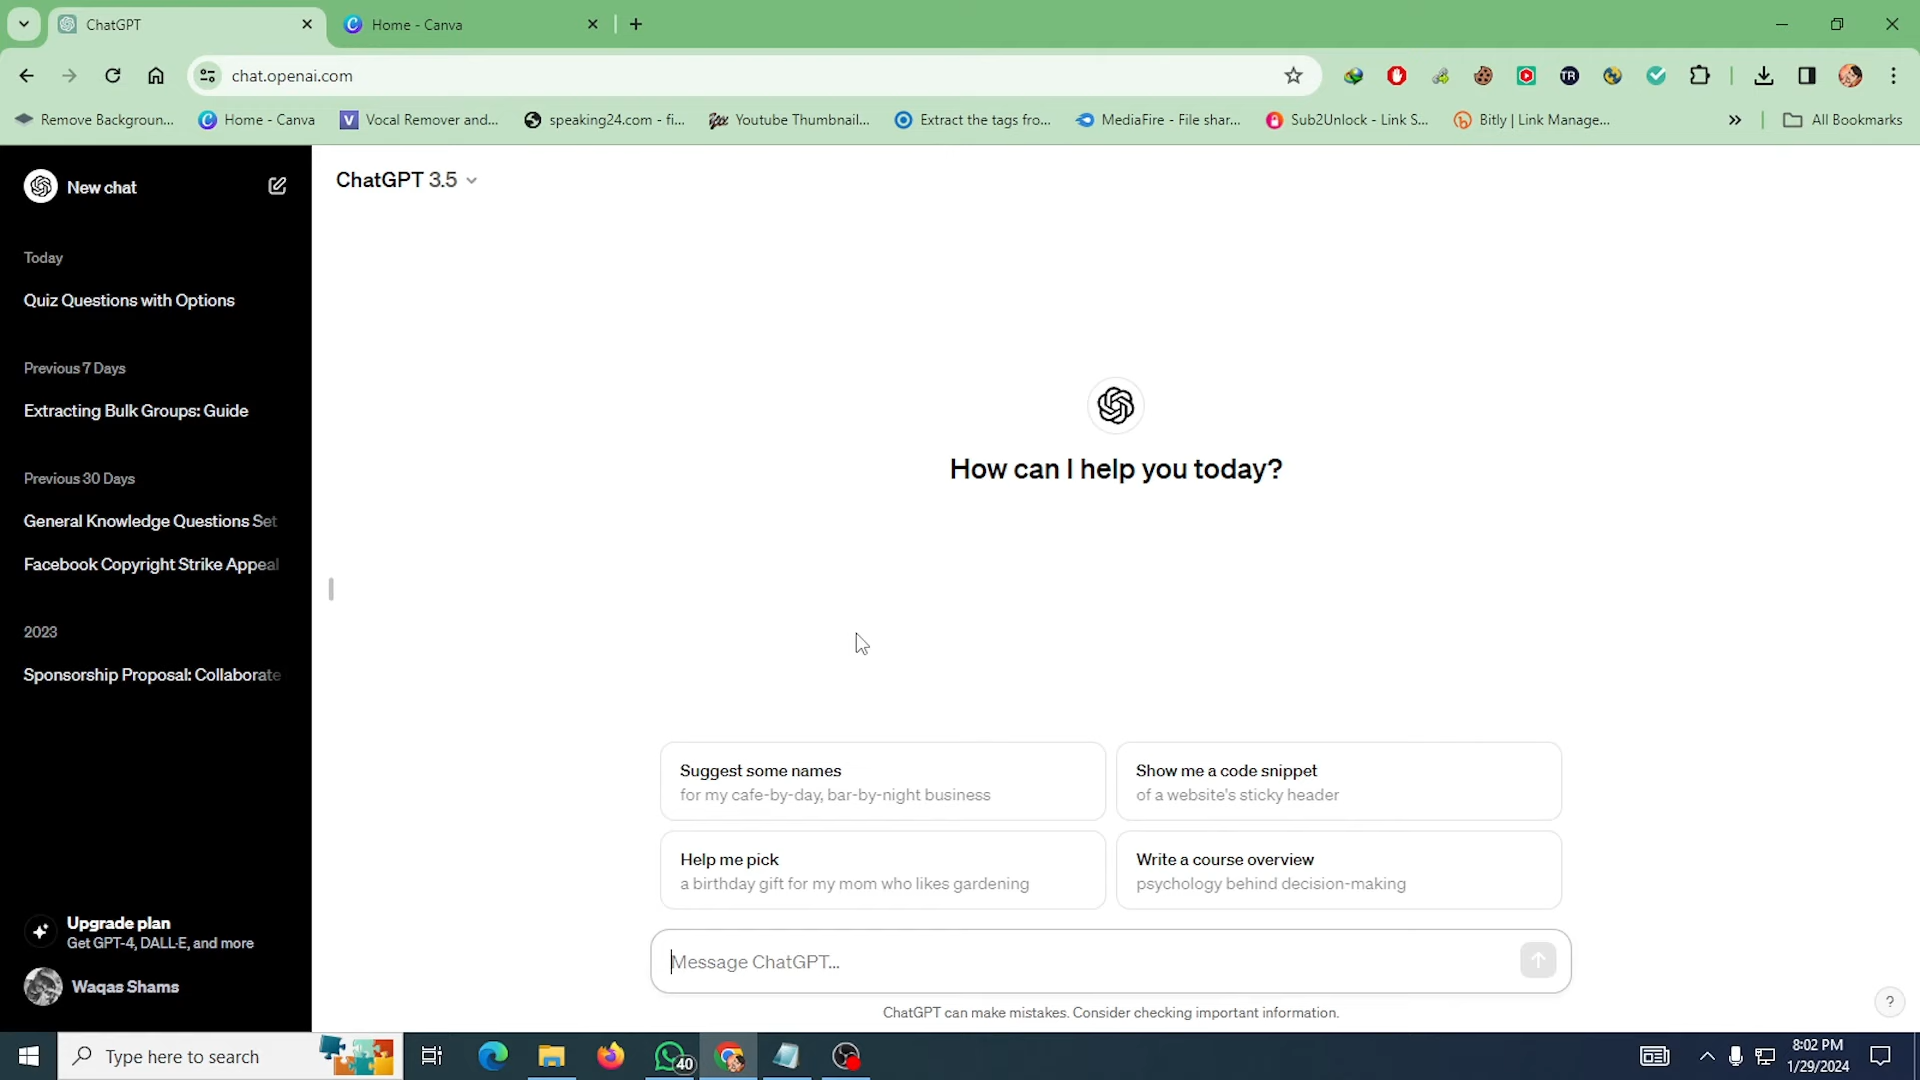 ChatGPT
Home - Canva
chat.openai.com
Remove Backgroun...
Home - Canva
Vocal Remover and...
speaking24.com - fi...
Youtube Thumbnail...
Extract the tags fro...
MediaFire - File shar...
Sub2Unlock - Link S...
Bitly | Link Manage...
All Bookmarks
New chat
ChatGPT 3.5
Today
Quiz Questions with Options
Previous 7 Days
Extracting Bulk Groups: Guide
Previous 30 Days
General Knowledge Questions Set
Facebook Copyright Strike Appeal
2023
Sponsorship Proposal: Collaborate
Upgrade plan
Get GPT-4, DALL·E, and more
Waqas Shams
How can I help you today?
Suggest some names
for my cafe-by-day, bar-by-night business
Show me a code snippet
of a website's sticky header
Help me pick
a birthday gift for my mom who likes gardening
Write a course overview
psychology behind decision-making
Message ChatGPT...
ChatGPT can make mistakes. Consider checking important information.
?
Type here to search
40
8:02 PM
1/29/2024